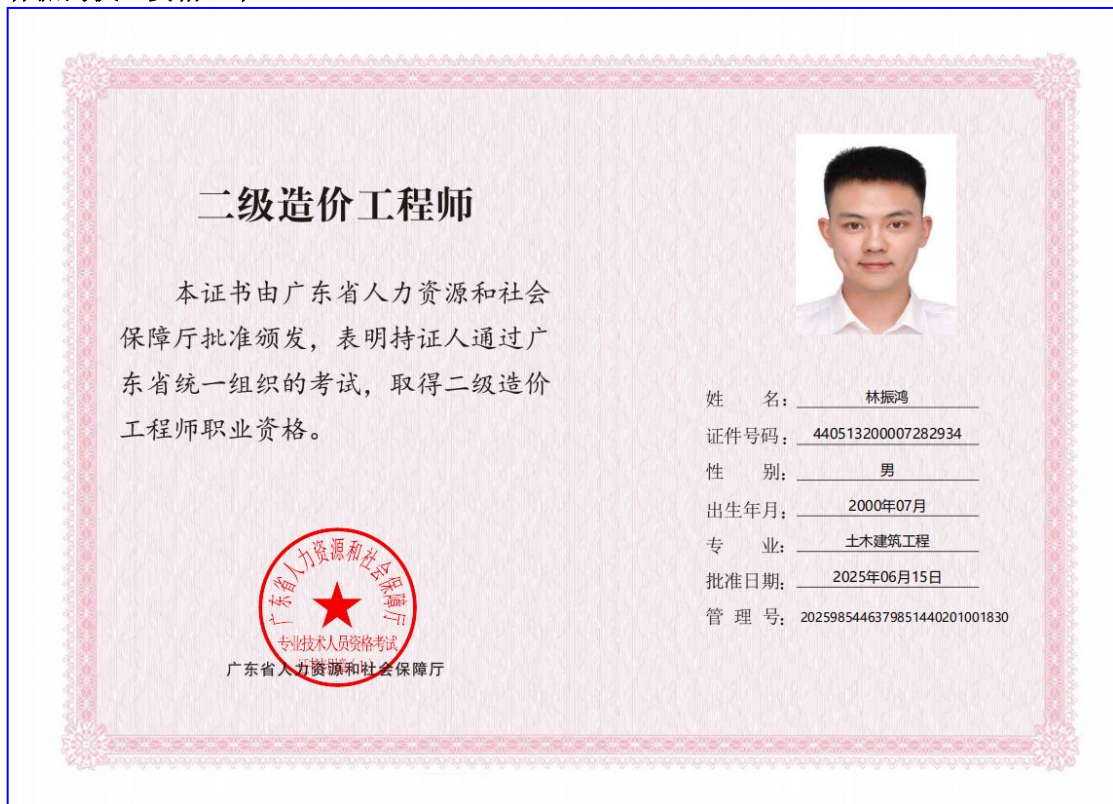 二级造价工程师
本证书由广东省人力资源和社会
保障厅批准颁发，表明持证人通过广
东省统一组织的考试，取得二级造价
工程师职业资格。
广东省人力资源和社会保障厅
专业技术人员资格考试
广东省人力资源和社会保障厅
姓 名：林振鸿
证件号码：440513200007282934
性 别：男
出生年月：2000年07月
专 业：土木建筑工程
批准日期：2025年06月15日
管 理 号：20259854463798514402010018​30